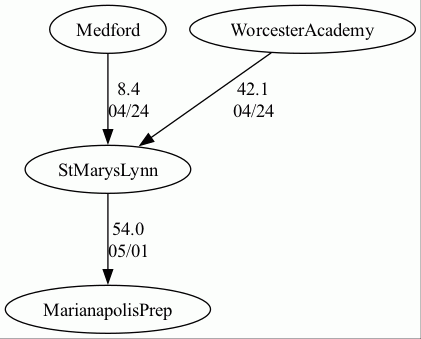 Medford
WorcesterAcademy
8.4
04/24
42.1
04/24
StMarysLynn
54.0
05/01
MarianapolisPrep